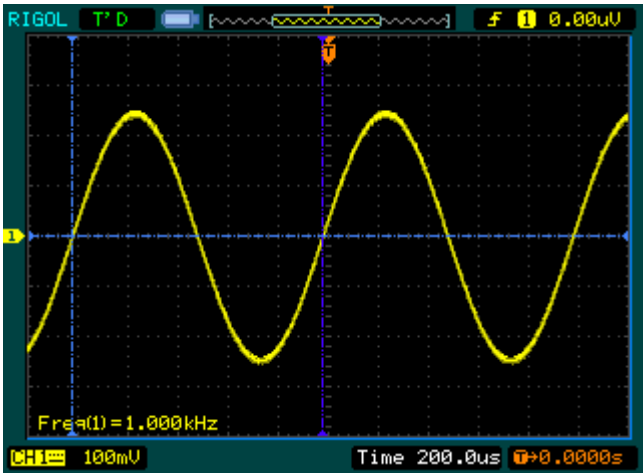 RIGOL T'D T f 1 0.00uV
T
1
Freq(1)=1.000kHz
CH1 100mV Time 200.0us T→0.0000s